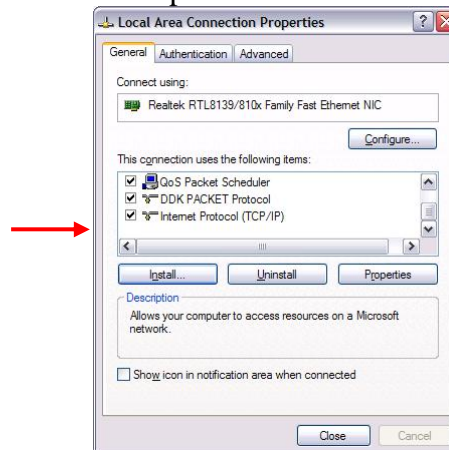 Local Area Connection Properties
General Authentication Advanced
Connect using:
Realtek RTL8139/810x Family Fast Ethernet NIC
Configure...
This connection uses the following items:
QoS Packet Scheduler
DDK PACKET Protocol
Internet Protocol (TCP/IP)
Install... Uninstall Properties
Description
Allows your computer to access resources on a Microsoft
network.
Show icon in notification area when connected
Close Cancel